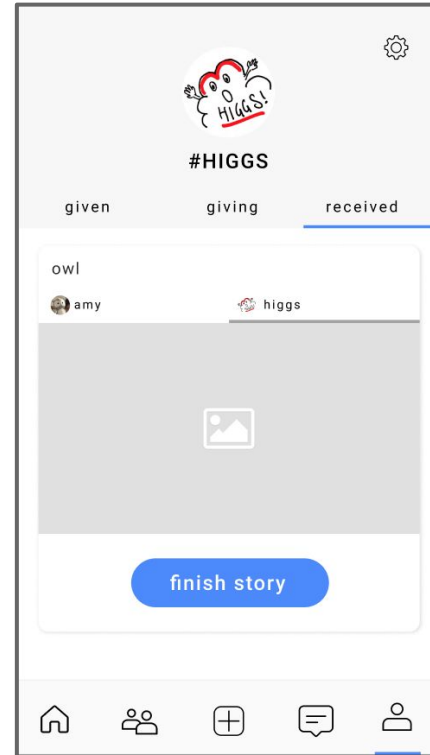 HIGGS!
#HIGGS
given giving received
owl
amy higgs
finish story